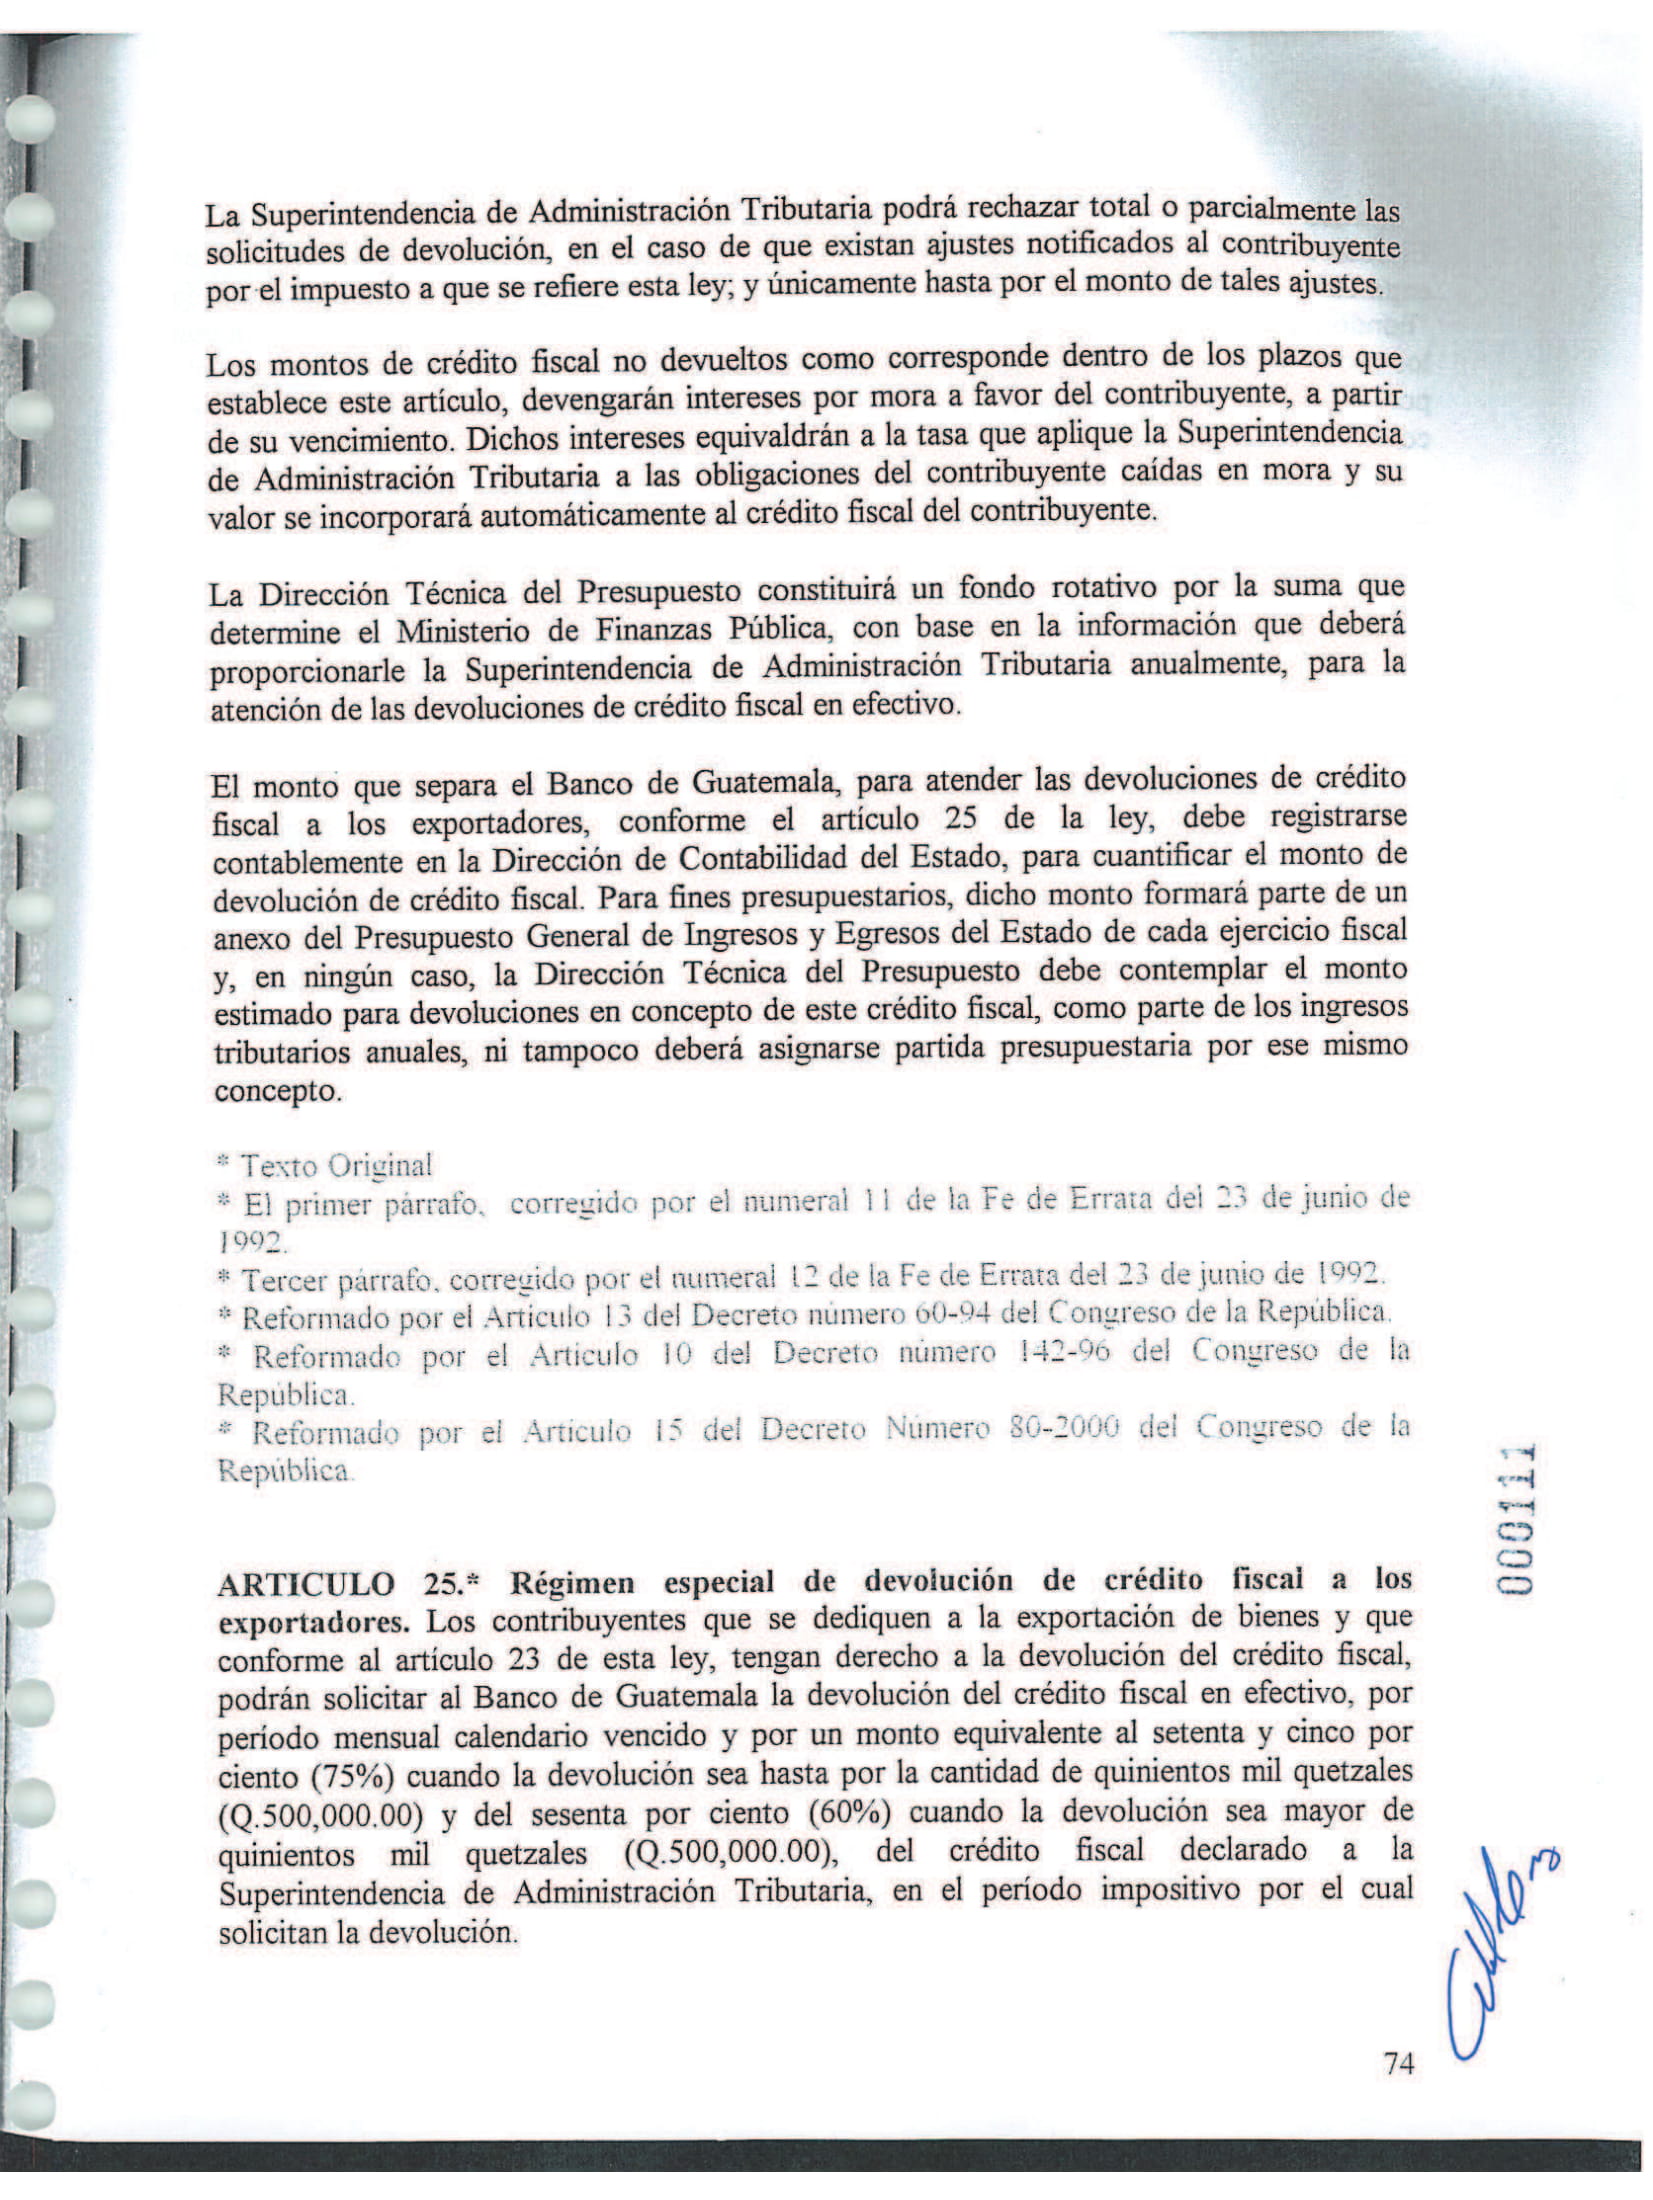 La Superintendencia de Administración Tributaria podrá rechazar total o parcialmente las
solicitudes de devolución, en el caso de que existan ajustes notificados al contribuyente
por el impuesto a que se refiere esta ley; y únicamente hasta por el monto de tales ajustes.
Los montos de crédito fiscal no devueltos como corresponde dentro de los plazos que
establece este artículo, devengarán intereses por mora a favor del contribuyente, a partir
de su vencimiento. Dichos intereses equivaldrán a la tasa que aplique la Superintendencia
de Administración Tributaria a las obligaciones del contribuyente caídas en mora y su
valor se incorporará automáticamente al crédito fiscal del contribuyente.
La Dirección Técnica del Presupuesto constituirá un fondo rotativo por la suma que
determine el Ministerio de Finanzas Pública, con base en la información que deberá
proporcionarle la Superintendencia de Administración Tributaria anualmente, para la
atención de las devoluciones de crédito fiscal en efectivo.
El monto que separa el Banco de Guatemala, para atender las devoluciones de crédito
fiscal a los exportadores, conforme el artículo 25 de la ley, debe registrarse
contablemente en la Dirección de Contabilidad del Estado, para cuantificar el monto de
devolución de crédito fiscal. Para fines presupuestarios, dicho monto formará parte de un
anexo del Presupuesto General de Ingresos y Egresos del Estado de cada ejercicio fiscal
y, en ningún caso, la Dirección Técnica del Presupuesto debe contemplar el monto
estimado para devoluciones en concepto de este crédito fiscal, como parte de los ingresos
tributarios anuales, ni tampoco deberá asignarse partida presupuestaria por ese mismo
concepto.
* Texto Original
* El primer párrafo, corregido por el numeral 11 de la Fe de Errata del 23 de junio de
1992.
* Tercer párrafo, corregido por el numeral 12 de la Fe de Errata del 23 de junio de 1992.
* Reformado por el Artículo 13 del Decreto número 60-94 del Congreso de la República.
* Reformado por el Artículo 10 del Decreto número 142-96 del Congreso de la
República.
* Reformado por el Artículo 15 del Decreto Número 80-2000 del Congreso de la
República.
000111
ARTICULO 25.* Régimen especial de devolución de crédito fiscal a los
exportadores. Los contribuyentes que se dediquen a la exportación de bienes y que
conforme al artículo 23 de esta ley, tengan derecho a la devolución del crédito fiscal,
podrán solicitar al Banco de Guatemala la devolución del crédito fiscal en efectivo, por
período mensual calendario vencido y por un monto equivalente al setenta y cinco por
ciento (75%) cuando la devolución sea hasta por la cantidad de quinientos mil quetzales
(Q.500,000.00) y del sesenta por ciento (60%) cuando la devolución sea mayor de
quinientos mil quetzales (Q.500,000.00), del crédito fiscal declarado a la
Superintendencia de Administración Tributaria, en el período impositivo por el cual
solicitan la devolución.
74